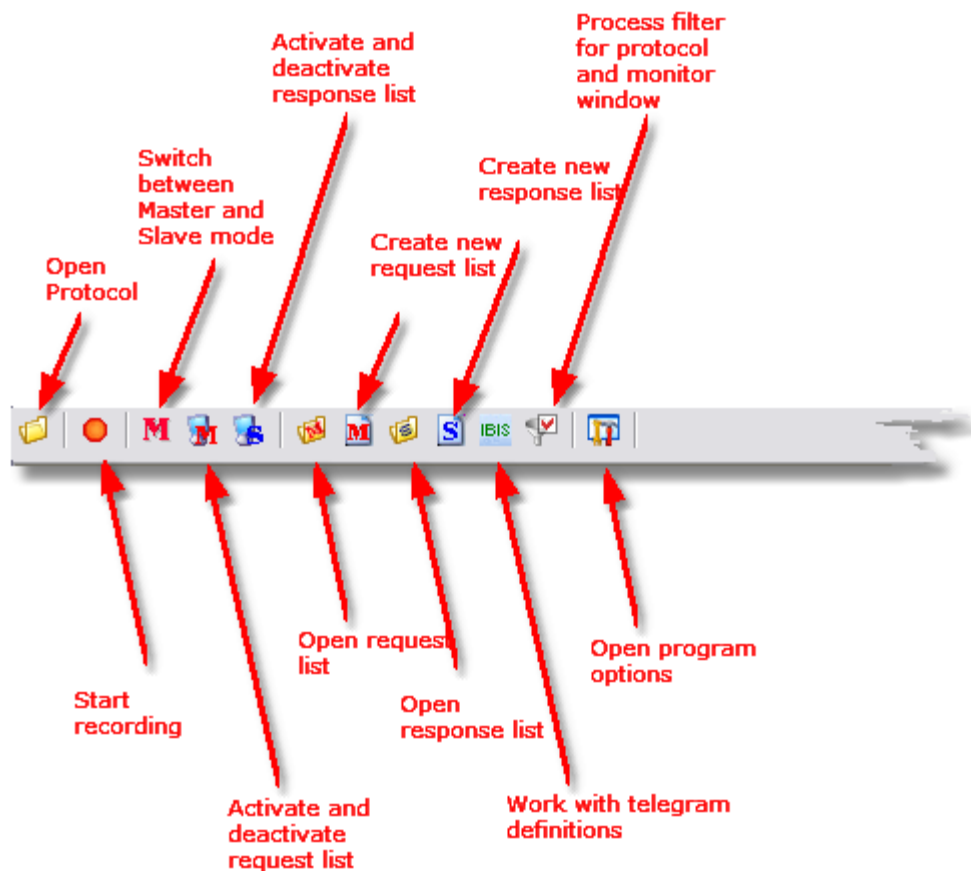 Process filter
for protocol
and monitor
window
Activate and
deactivate
response list
Create new
response list
Switch
between
Master and
Slave mode
Create new
request list
Open
Protocol
M
M
S
M
M
S
S
IBIS
Open request
list
Open program
options
Start
recording
Open
response list
Work with telegram
definitions
Activate and
deactivate
request list